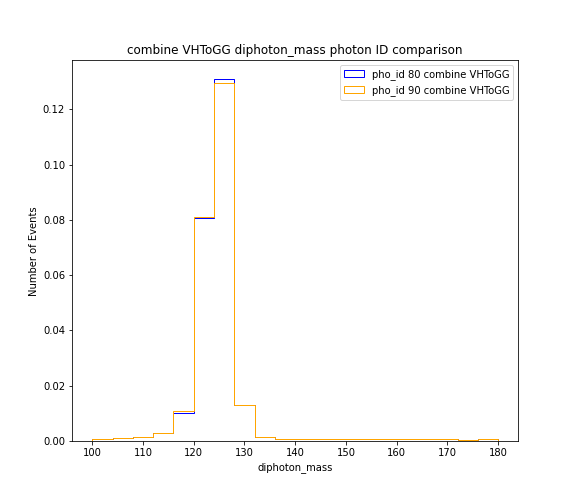 combine VHToGG diphoton_mass photon ID comparison
pho_id 80 combine VHToGG
pho_id 90 combine VHToGG
Number of Events
0.12
0.10
0.08
0.06
0.04
0.02
0.00
100 110 120 130 140 150 160 170 180
diphoton_mass